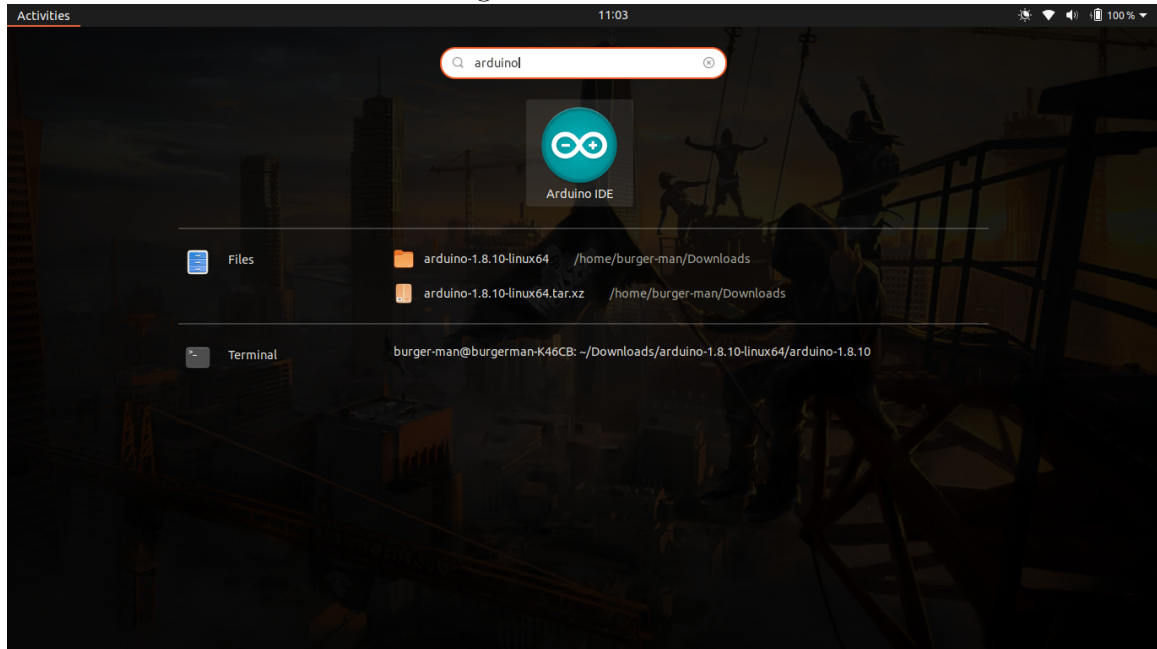 Activities 11:03 100 %
arduino
Arduino IDE
Files arduino-1.8.10-linux64 /home/burger-man/Downloads
arduino-1.8.10-linux64.tar.xz /home/burger-man/Downloads
Terminal burger-man@burgerman-K46CB: ~/Downloads/arduino-1.8.10-linux64/arduino-1.8.10